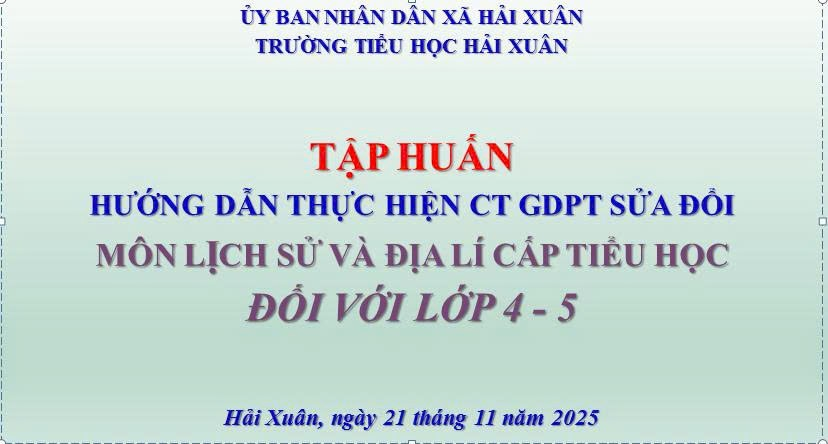 ỦY BAN NHÂN DÂN XÃ HẢI XUÂN
TRƯỜNG TIỂU HỌC HẢI XUÂN
TẬP HUẤN
HƯỚNG DẪN THỰC HIỆN CT GDPT SỬA ĐỔI
MÔN LỊCH SỬ VÀ ĐỊA LÍ CẤP TIỂU HỌC
ĐỐI VỚI LỚP 4 - 5
Hải Xuân, ngày 21 tháng 11 năm 2025